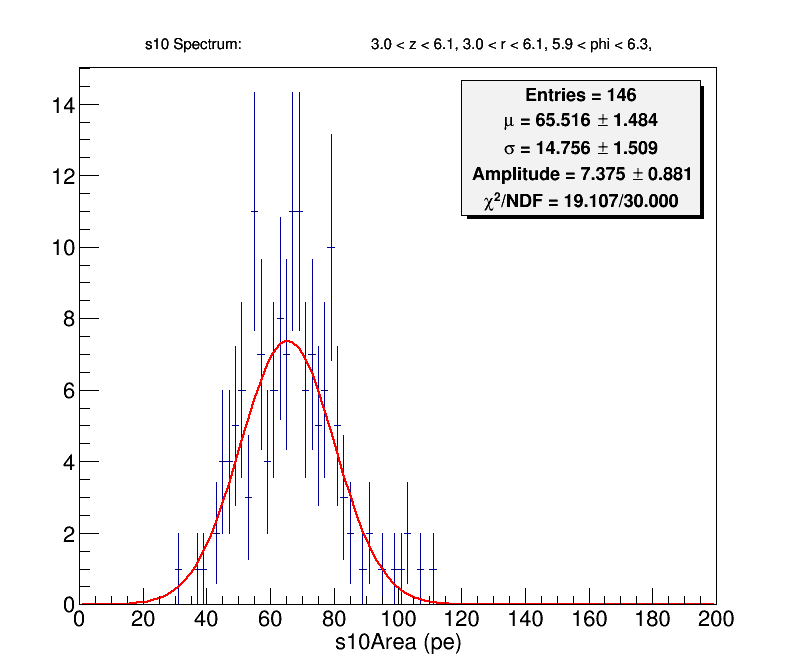 s10 Spectrum: 3.0 < z < 6.1, 3.0 < r < 6.1, 5.9 < phi < 6.3,
Entries = 146
μ = 65.516 ± 1.484
σ = 14.756 ± 1.509
Amplitude = 7.375 ± 0.881
χ²/NDF = 19.107/30.000
14
12
10
8
6
4
2
0
0 20 40 60 80 100 120 140 160 180 200
s10Area (pe)